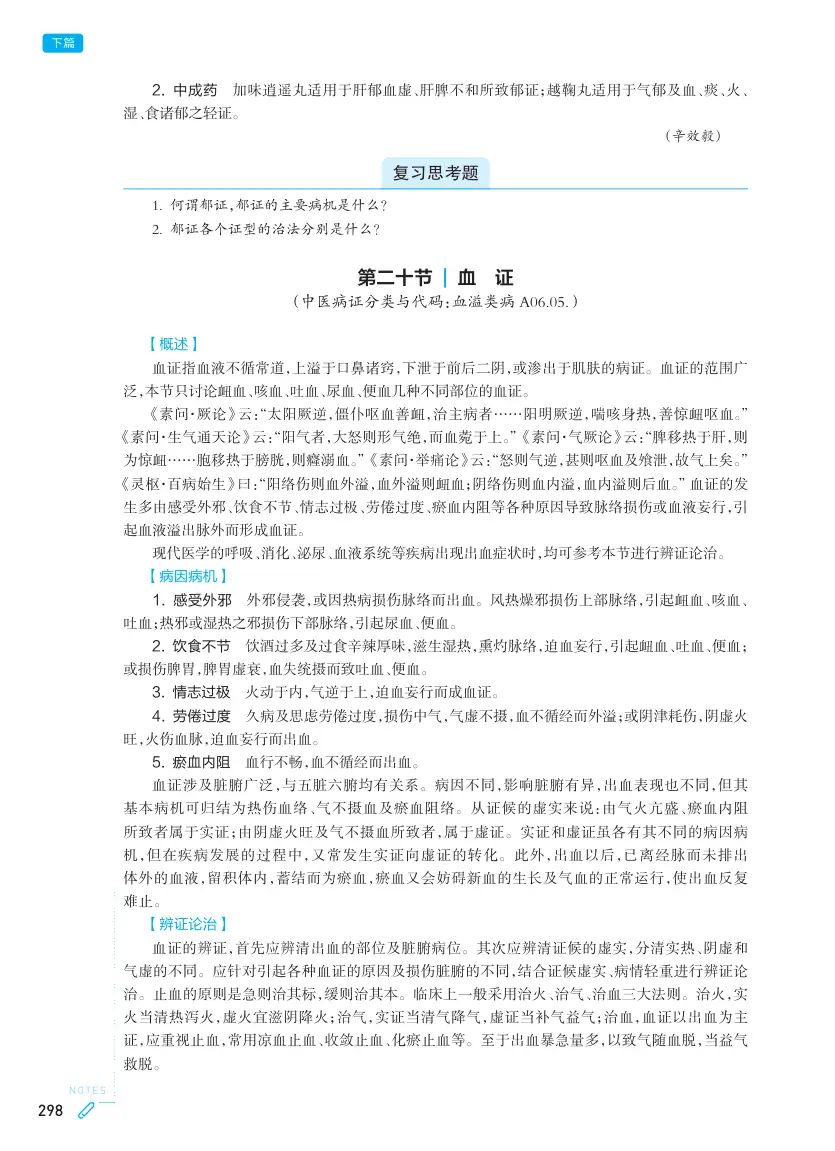 下篇
2. 中成药　加味逍遥丸适用于肝郁血虚、肝脾不和所致郁证；越鞠丸适用于气郁及血、痰、火、
湿、食诸郁之轻证。
（辛效毅）
复习思考题
1. 何谓郁证，郁证的主要病机是什么？
2. 郁证各个证型的治法分别是什么？
第二十节 | 血　证
（中医病证分类与代码：血溢类病 A06.05.）
【概述】
血证指血液不循常道，上溢于口鼻诸窍，下泄于前后二阴，或渗出于肌肤的病证。血证的范围广
泛，本节只讨论衄血、咳血、吐血、尿血、便血几种不同部位的血证。
《素问·厥论》云：“太阳厥逆，僵仆呕血善衄，治主病者……阳明厥逆，喘咳身热，善惊衄呕血。”
《素问·生气通天论》云：“阳气者，大怒则形气绝，而血菀于上。”《素问·气厥论》云：“脾移热于肝，则
为惊衄……胞移热于膀胱，则癃溺血。”《素问·举痛论》云：“怒则气逆，甚则呕血及飧泄，故气上矣。”
《灵枢·百病始生》曰：“阳络伤则血外溢，血外溢则衄血；阴络伤则血内溢，血内溢则后血。” 血证的发
生多由感受外邪、饮食不节、情志过极、劳倦过度、瘀血内阻等各种原因导致脉络损伤或血液妄行，引
起血液溢出脉外而形成血证。
现代医学的呼吸、消化、泌尿、血液系统等疾病出现出血症状时，均可参考本节进行辨证论治。
【病因病机】
1. 感受外邪　外邪侵袭，或因热病损伤脉络而出血。风热燥邪损伤上部脉络，引起衄血、咳血、
吐血；热邪或湿热之邪损伤下部脉络，引起尿血、便血。
2. 饮食不节　饮酒过多及过食辛辣厚味，滋生湿热，熏灼脉络，迫血妄行，引起衄血、吐血、便血；
或损伤脾胃，脾胃虚衰，血失统摄而致吐血、便血。
3. 情志过极　火动于内，气逆于上，迫血妄行而成血证。
4. 劳倦过度　久病及思虑劳倦过度，损伤中气，气虚不摄，血不循经而外溢；或阴津耗伤，阴虚火
旺，火伤血脉，迫血妄行而出血。
5. 瘀血内阻　血行不畅，血不循经而出血。
血证涉及脏腑广泛，与五脏六腑均有关系。病因不同，影响脏腑有异，出血表现也不同，但其
基本病机可归结为热伤血络、气不摄血及瘀血阻络。从证候的虚实来说：由气火亢盛、瘀血内阻
所致者属于实证；由阴虚火旺及气不摄血所致者，属于虚证。实证和虚证虽各有其不同的病因病
机，但在疾病发展的过程中，又常发生实证向虚证的转化。此外，出血以后，已离经脉而未排出
体外的血液，留积体内，蓄结而为瘀血，瘀血又会妨碍新血的生长及气血的正常运行，使出血反复
难止。
【辨证论治】
血证的辨证，首先应辨清出血的部位及脏腑病位。其次应辨清证候的虚实，分清实热、阴虚和
气虚的不同。应针对引起各种血证的原因及损伤脏腑的不同，结合证候虚实、病情轻重进行辨证论
治。止血的原则是急则治其标，缓则治其本。临床上一般采用治火、治气、治血三大法则。治火，实
火当清热泻火，虚火宜滋阴降火；治气，实证当清气降气，虚证当补气益气；治血，血证以出血为主
证，应重视止血，常用凉血止血、收敛止血、化瘀止血等。至于出血暴急量多，以致气随血脱，当益气
救脱。
NOTES
298